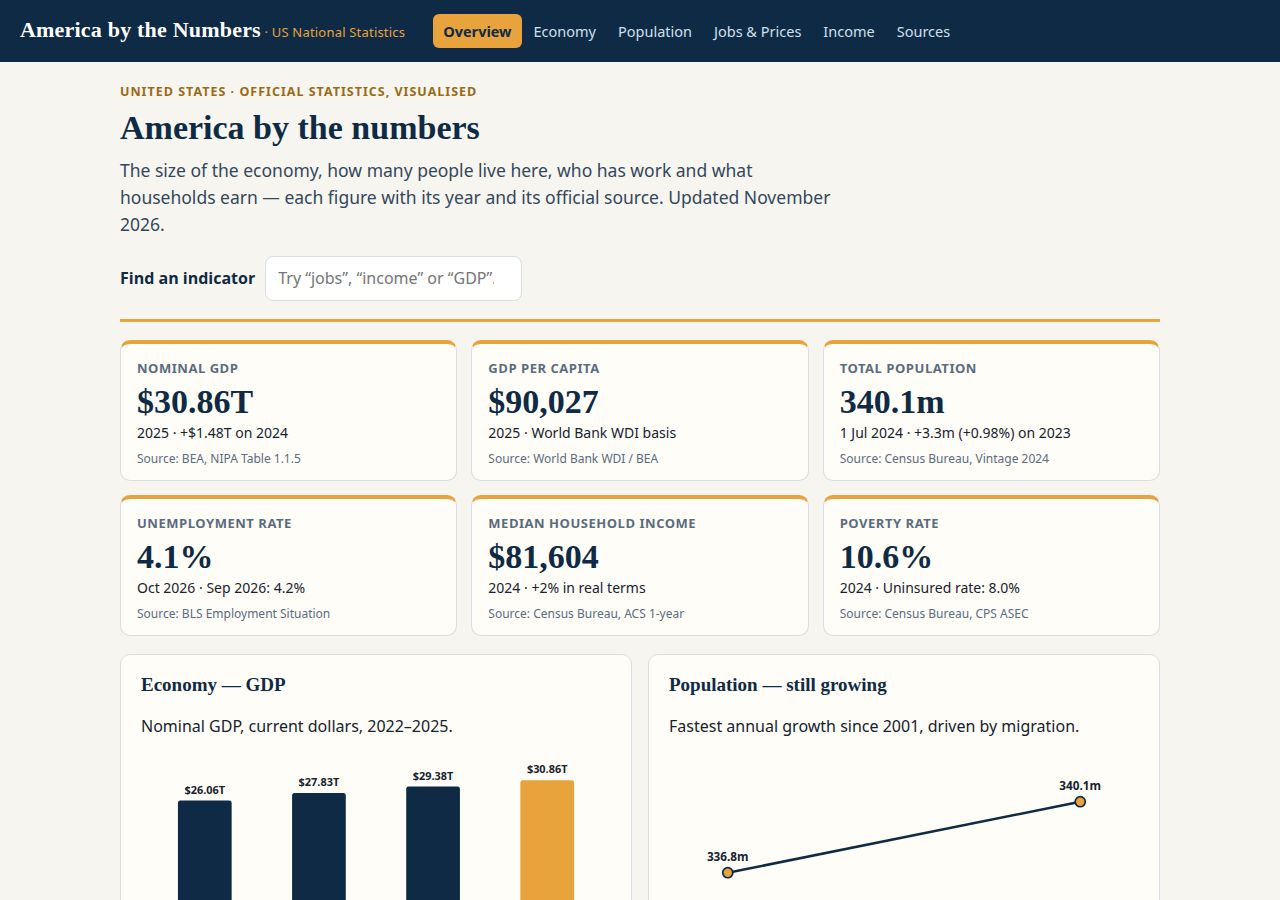 America by the Numbers · US National Statistics
Overview
Economy
Population
Jobs & Prices
Income
Sources
UNITED STATES · OFFICIAL STATISTICS, VISUALISED
America by the numbers
The size of the economy, how many people live here, who has work and what
households earn — each figure with its year and its official source. Updated November
2026.
Find an indicator
Try “jobs”, “income” or “GDP”.
NOMINAL GDP
$30.86T
2025 · +$1.48T on 2024
Source: BEA, NIPA Table 1.1.5
GDP PER CAPITA
$90,027
2025 · World Bank WDI basis
Source: World Bank WDI / BEA
TOTAL POPULATION
340.1m
1 Jul 2024 · +3.3m (+0.98%) on 2023
Source: Census Bureau, Vintage 2024
UNEMPLOYMENT RATE
4.1%
Oct 2026 · Sep 2026: 4.2%
Source: BLS Employment Situation
MEDIAN HOUSEHOLD INCOME
$81,604
2024 · +2% in real terms
Source: Census Bureau, ACS 1-year
POVERTY RATE
10.6%
2024 · Uninsured rate: 8.0%
Source: Census Bureau, CPS ASEC
Economy — GDP
Nominal GDP, current dollars, 2022–2025.
$26.06T
$27.83T
$29.38T
$30.86T
Population — still growing
Fastest annual growth since 2001, driven by migration.
336.8m
340.1m